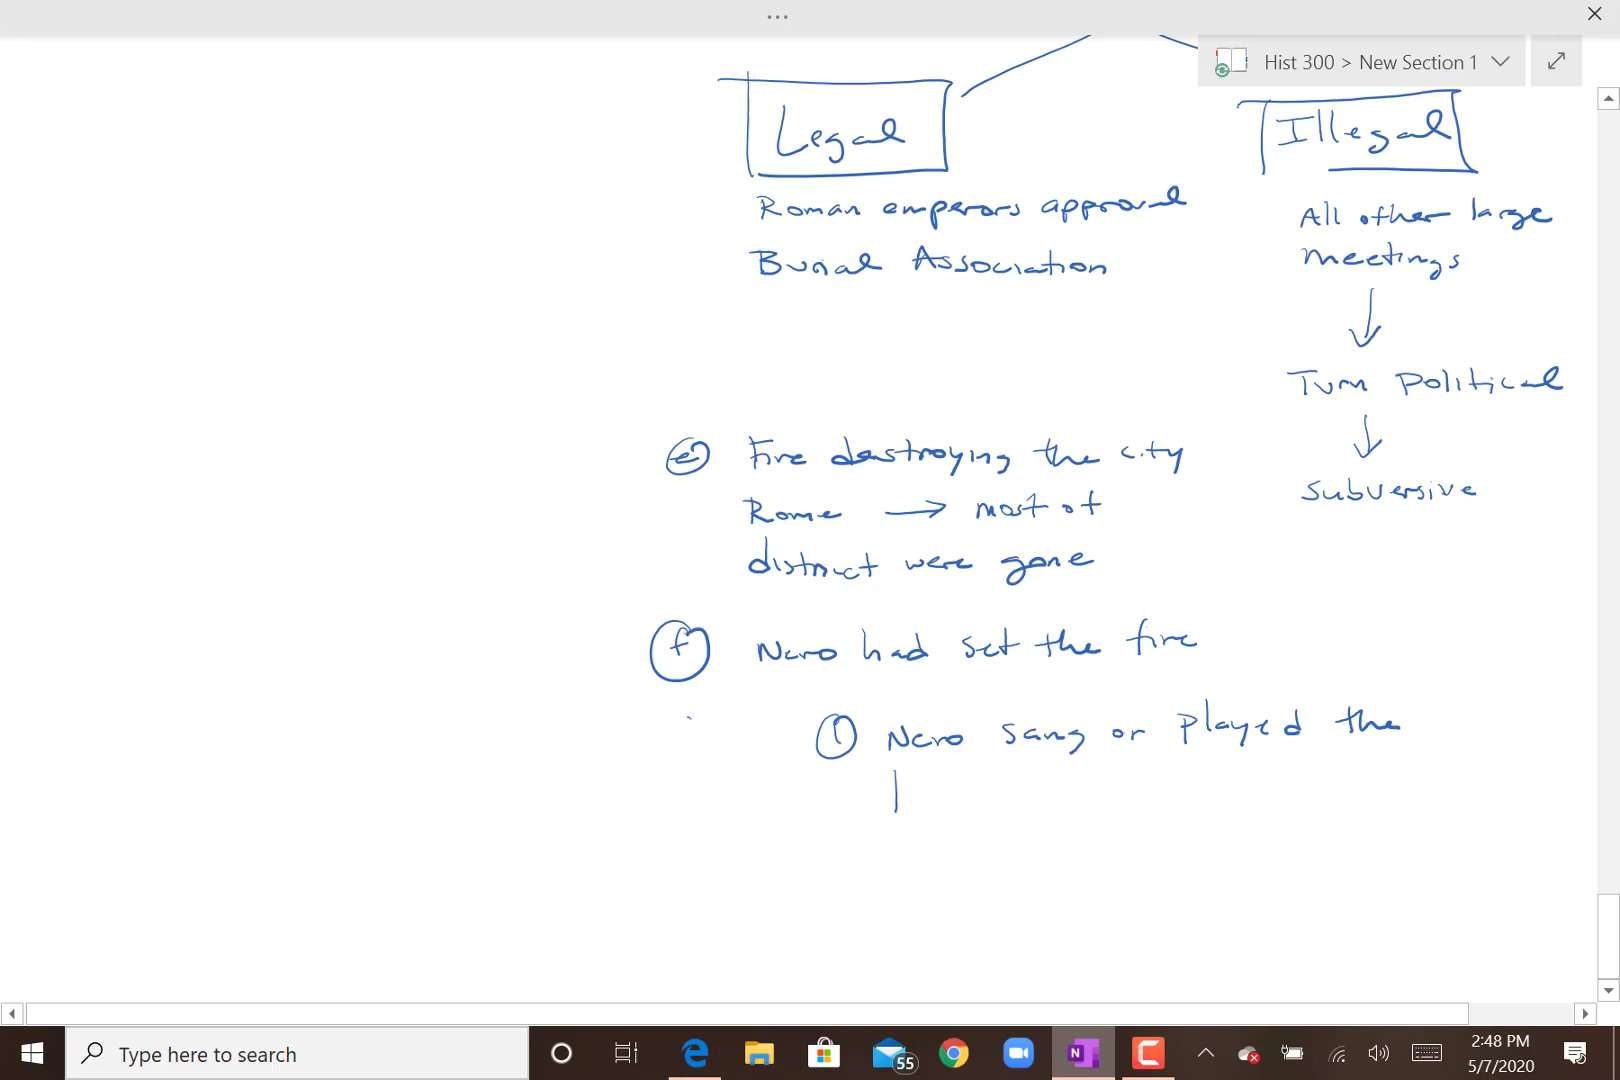 Hist 300 > New Section 1
Legal
Illegal
Roman emperors approval
Burial Association
All other large
meetings
Turn Political
Subversive
e Fire destroying the city
Rome → most of
district were gone
f Nero had set the fire
1 Nero sang or played the
Type here to search
55
2:48 PM
5/7/2020